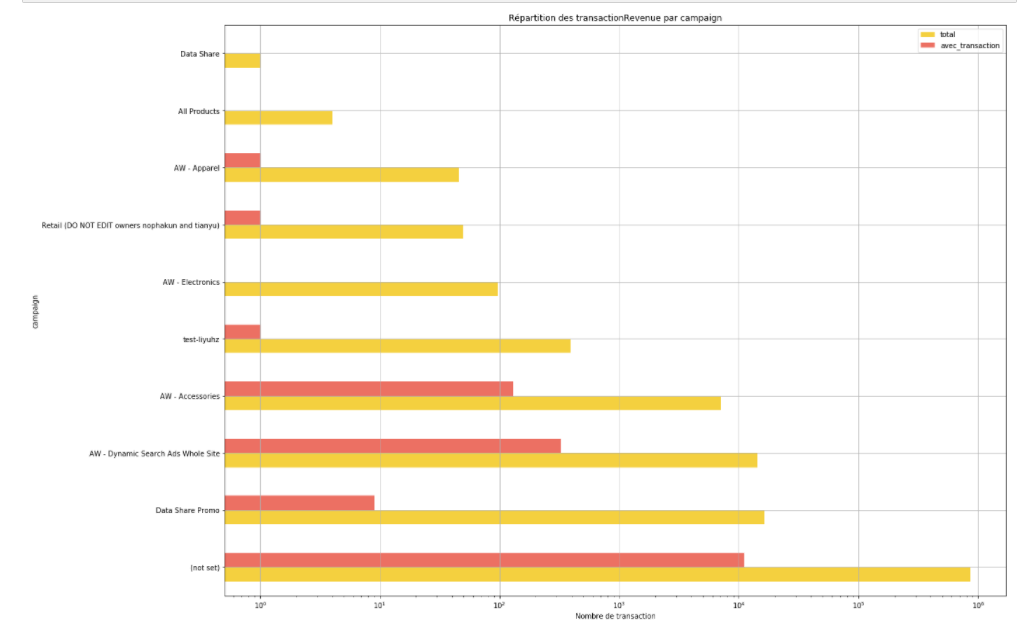 Répartition des transactionRevenue par campaign
total
avec_transaction
Data Share
All Products
AW - Apparel
Retail (DO NOT EDIT owners nophakun and tianyu)
AW - Electronics
campaign
test-liyuhz
AW - Accessories
AW - Dynamic Search Ads Whole Site
Data Share Promo
(not set)
10⁰ 10¹ 10² 10³ 10⁴ 10⁵ 10⁶
Nombre de transaction